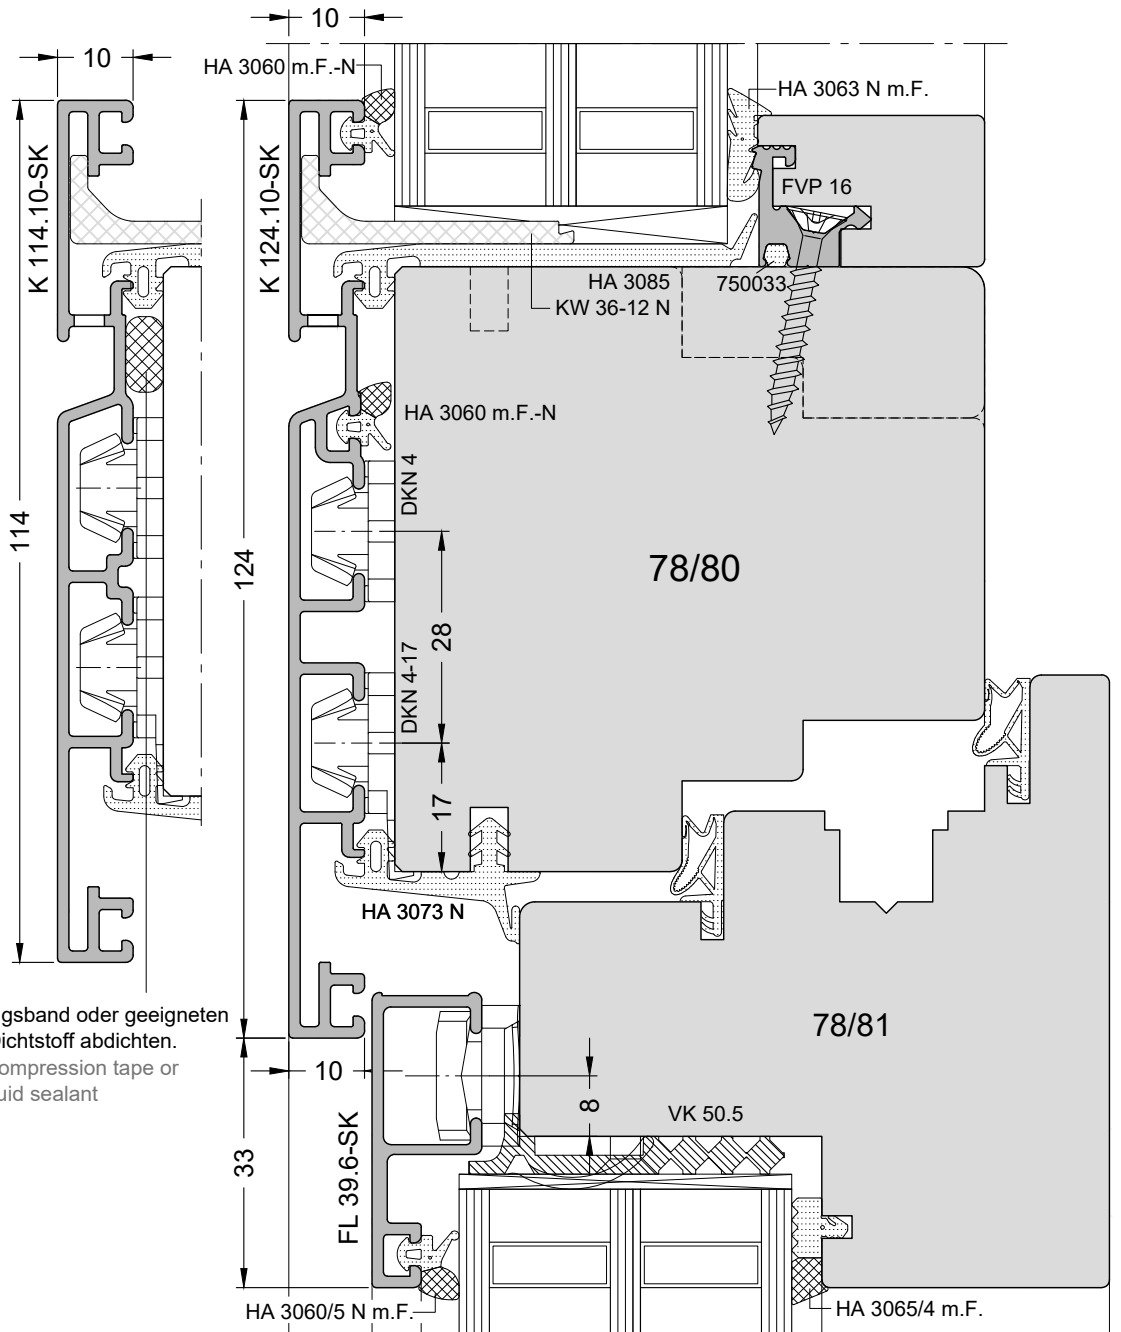 10
10
HA 3060 m.F.-N
HA 3063 N m.F.
K 114.10-SK
K 124.10-SK
FVP 16
HA 3085
750033
KW 36-12 N
HA 3060 m.F.-N
DKN 4
114
124
78/80
28
DKN 4-17
17
HA 3073 N
gsband oder geeigneten
ichtstoff abdichten.
ompression tape or
uid sealant
78/81
10
8
VK 50.5
FL 39.6-SK
33
HA 3060/5 N m.F.
HA 3065/4 m.F.